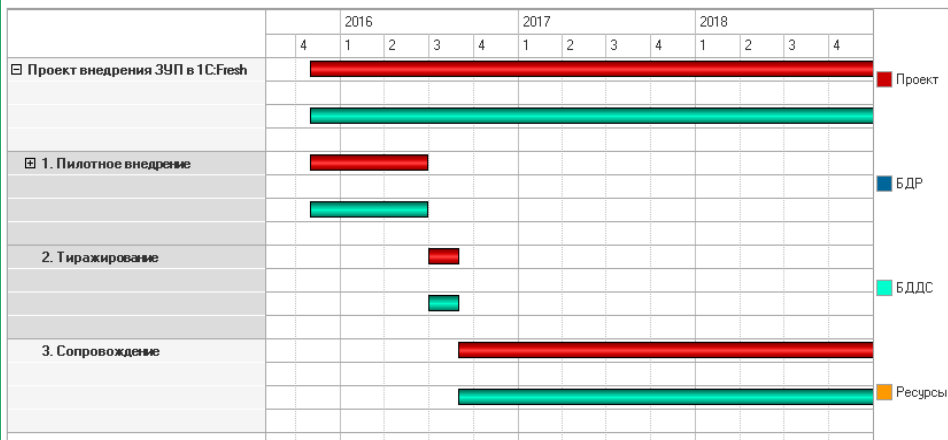 2016 2017 2018
4 1 2 3 4 1 2 3 4 1 2 3 4
Проект внедрения ЗУП в 1С:Fresh
Проект
1. Пилотное внедрение
БДР
2. Тиражирование
БДДС
3. Сопровождение
Ресурсы